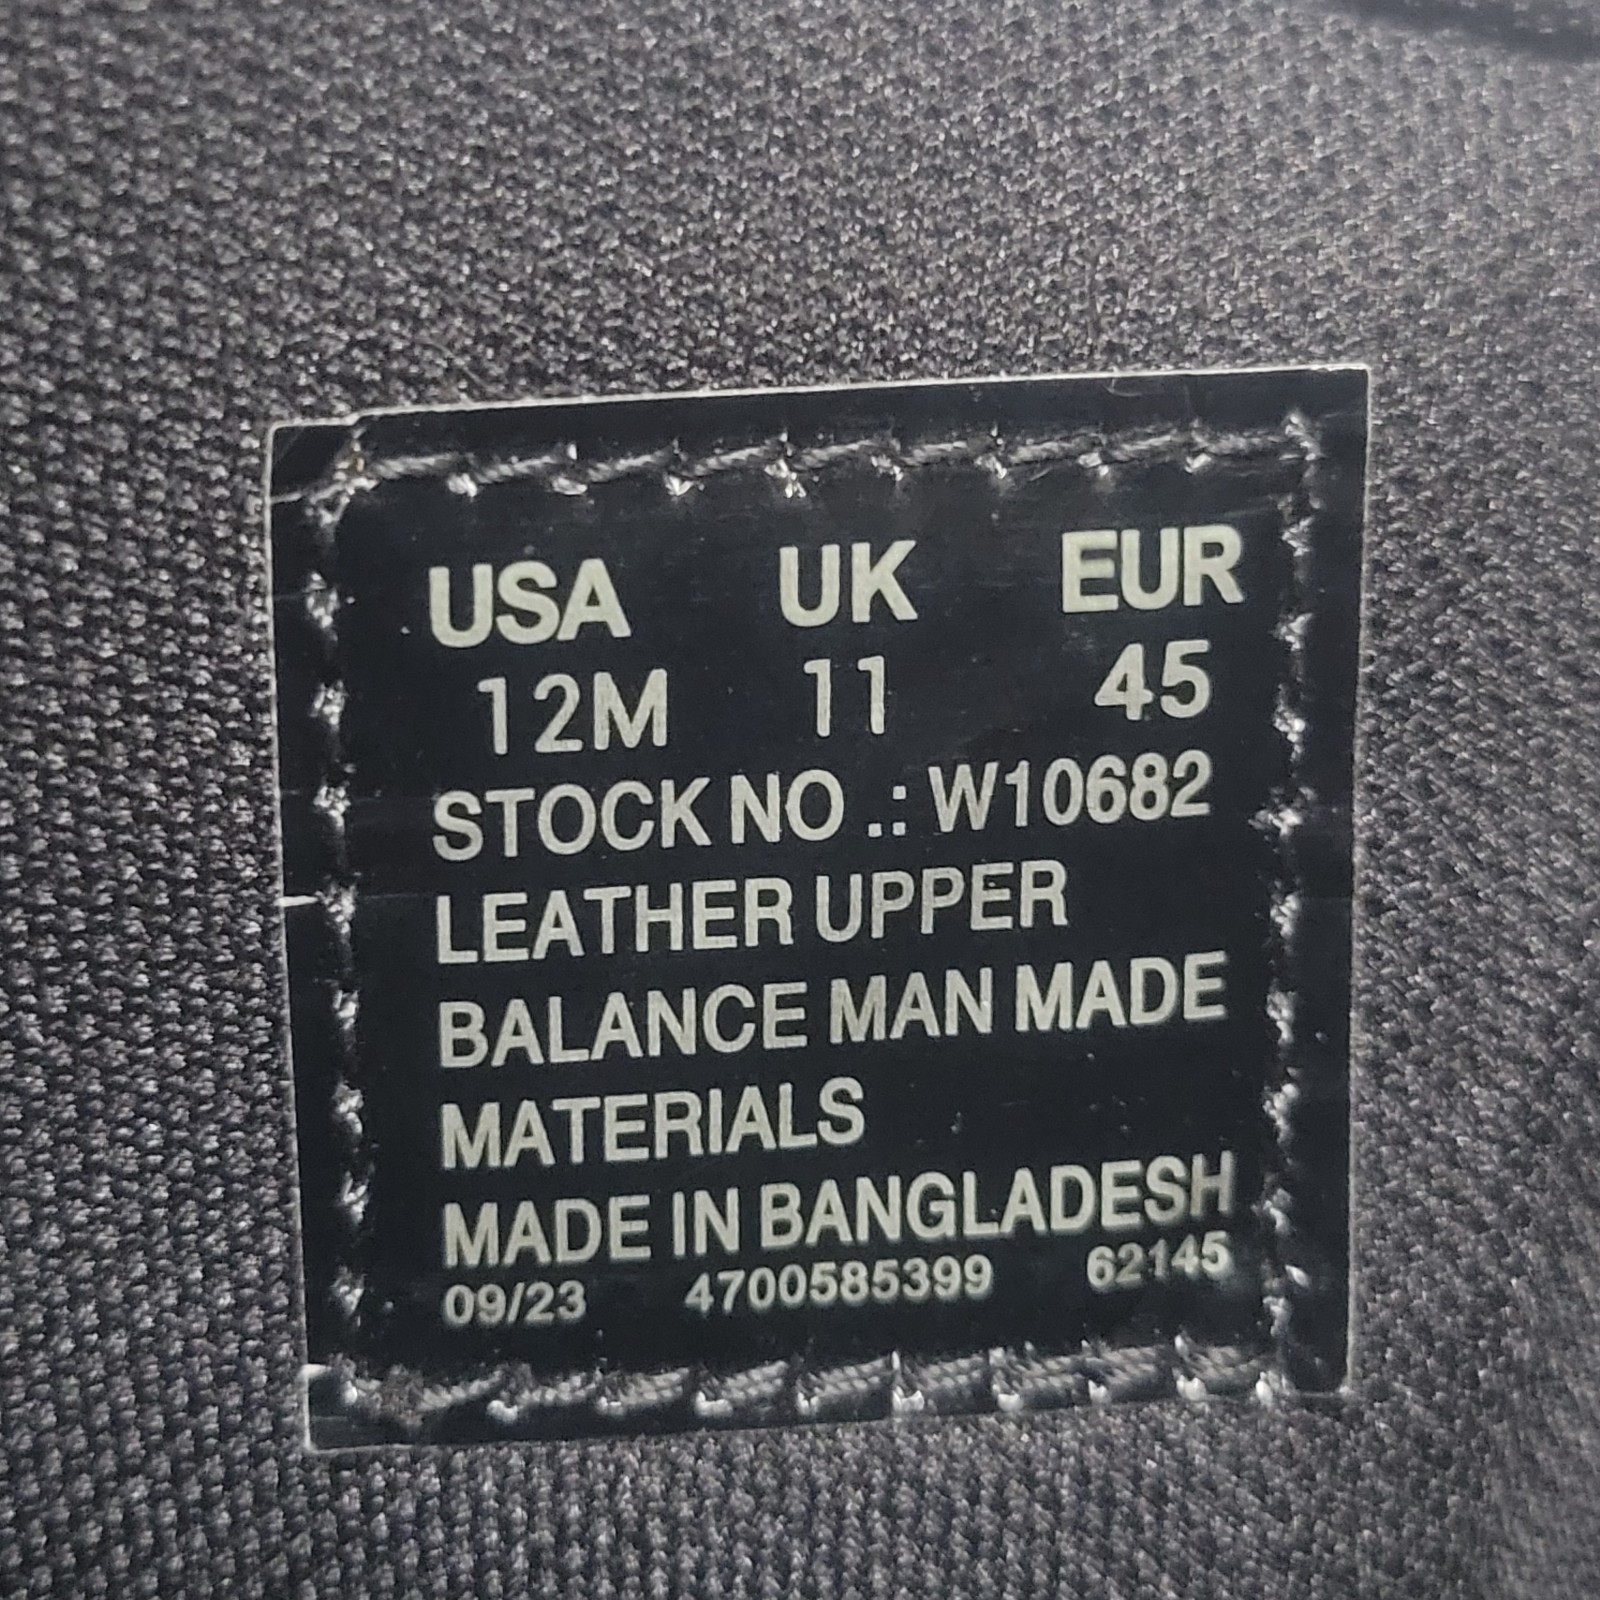 USA UK EUR
12M 11 45
STOCK NO .: W10682
LEATHER UPPER
BALANCE MAN MADE
MATERIALS
MADE IN BANGLADESH
09/23 4700585399 62145